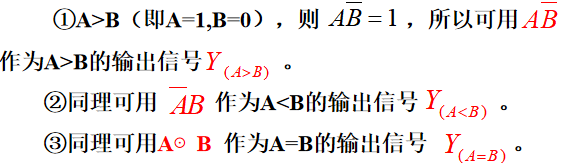 ①A>B（即A=1,B=0），则 AB̅=1，所以可用AB̅
作为A>B的输出信号Y₍A>B₎ 。
②同理可用 A̅B 作为A<B的输出信号 Y₍A<B₎ 。
③同理可用A⊙ B 作为A=B的输出信号 Y₍A=B₎ 。